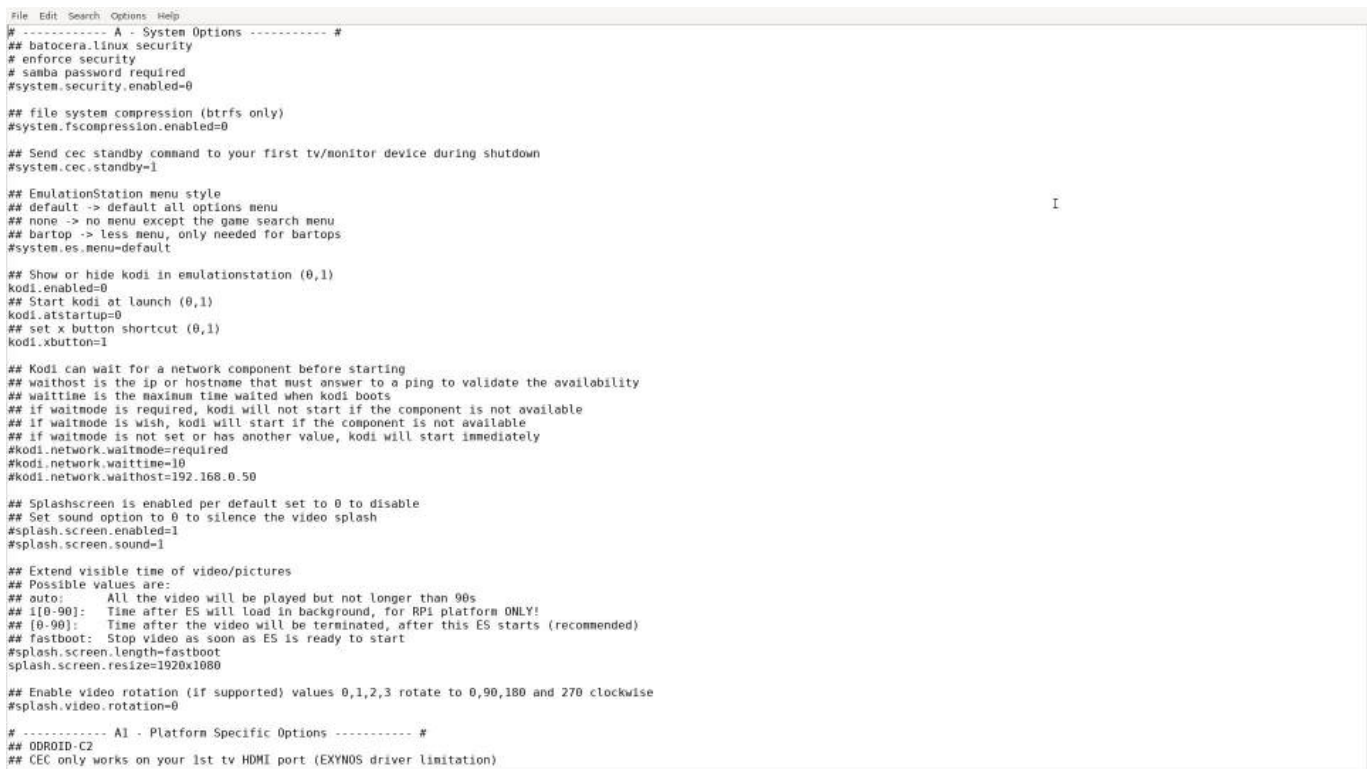 File Edit Search Options Help
# ------------ A - System Options ----------- #
## batocera.linux security
# enforce security
# samba password required
#system.security.enabled=0
## file system compression (btrfs only)
#system.fscompression.enabled=0
## Send cec standby command to your first tv/monitor device during shutdown
#system.cec.standby=1
## EmulationStation menu style
## default -> default all options menu
## none -> no menu except the game search menu
## bartop -> less menu, only needed for bartops
#system.es.menu=default
## Show or hide kodi in emulationstation (0,1)
kodi.enabled=0
## Start kodi at launch (0,1)
kodi.atstartup=0
## set x button shortcut (0,1)
kodi.xbutton=1
## Kodi can wait for a network component before starting
## waithost is the ip or hostname that must answer to a ping to validate the availability
## waittime is the maximum time waited when kodi boots
## if waitmode is required, kodi will not start if the component is not available
## if waitmode is wish, kodi will start if the component is not available
## if waitmode is not set or has another value, kodi will start immediately
#kodi.network.waitmode=required
#kodi.network.waittime=10
#kodi.network.waithost=192.168.0.50
## Splashscreen is enabled per default set to 0 to disable
## Set sound option to 0 to silence the video splash
#splash.screen.enabled=1
#splash.screen.sound=1
## Extend visible time of video/pictures
## Possible values are:
## auto: All the video will be played but not longer than 90s
## i[0-90]: Time after ES will load in background, for RPi platform ONLY!
## [0-90]: Time after the video will be terminated, after this ES starts (recommended)
## fastboot: Stop video as soon as ES is ready to start
#splash.screen.length=fastboot
splash.screen.resize=1920x1080
## Enable video rotation (if supported) values 0,1,2,3 rotate to 0,90,180 and 270 clockwise
#splash.video.rotation=0
# ------------ A1 - Platform Specific Options ----------- #
## ODROID-C2
## CEC only works on your 1st tv HDMI port (EXYNOS driver limitation)